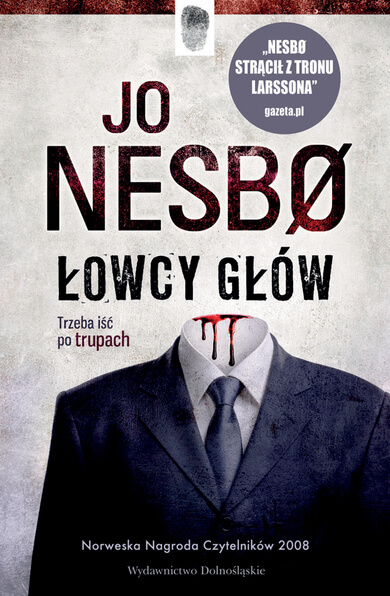 „NESBØ
STRĄCIŁ Z TRONU
LARSSONA”
gazeta.pl
JO
NESBØ
ŁOWCY GŁÓW
Trzeba iść
po trupach
Norweska Nagroda Czytelników 2008
Wydawnictwo Dolnośląskie